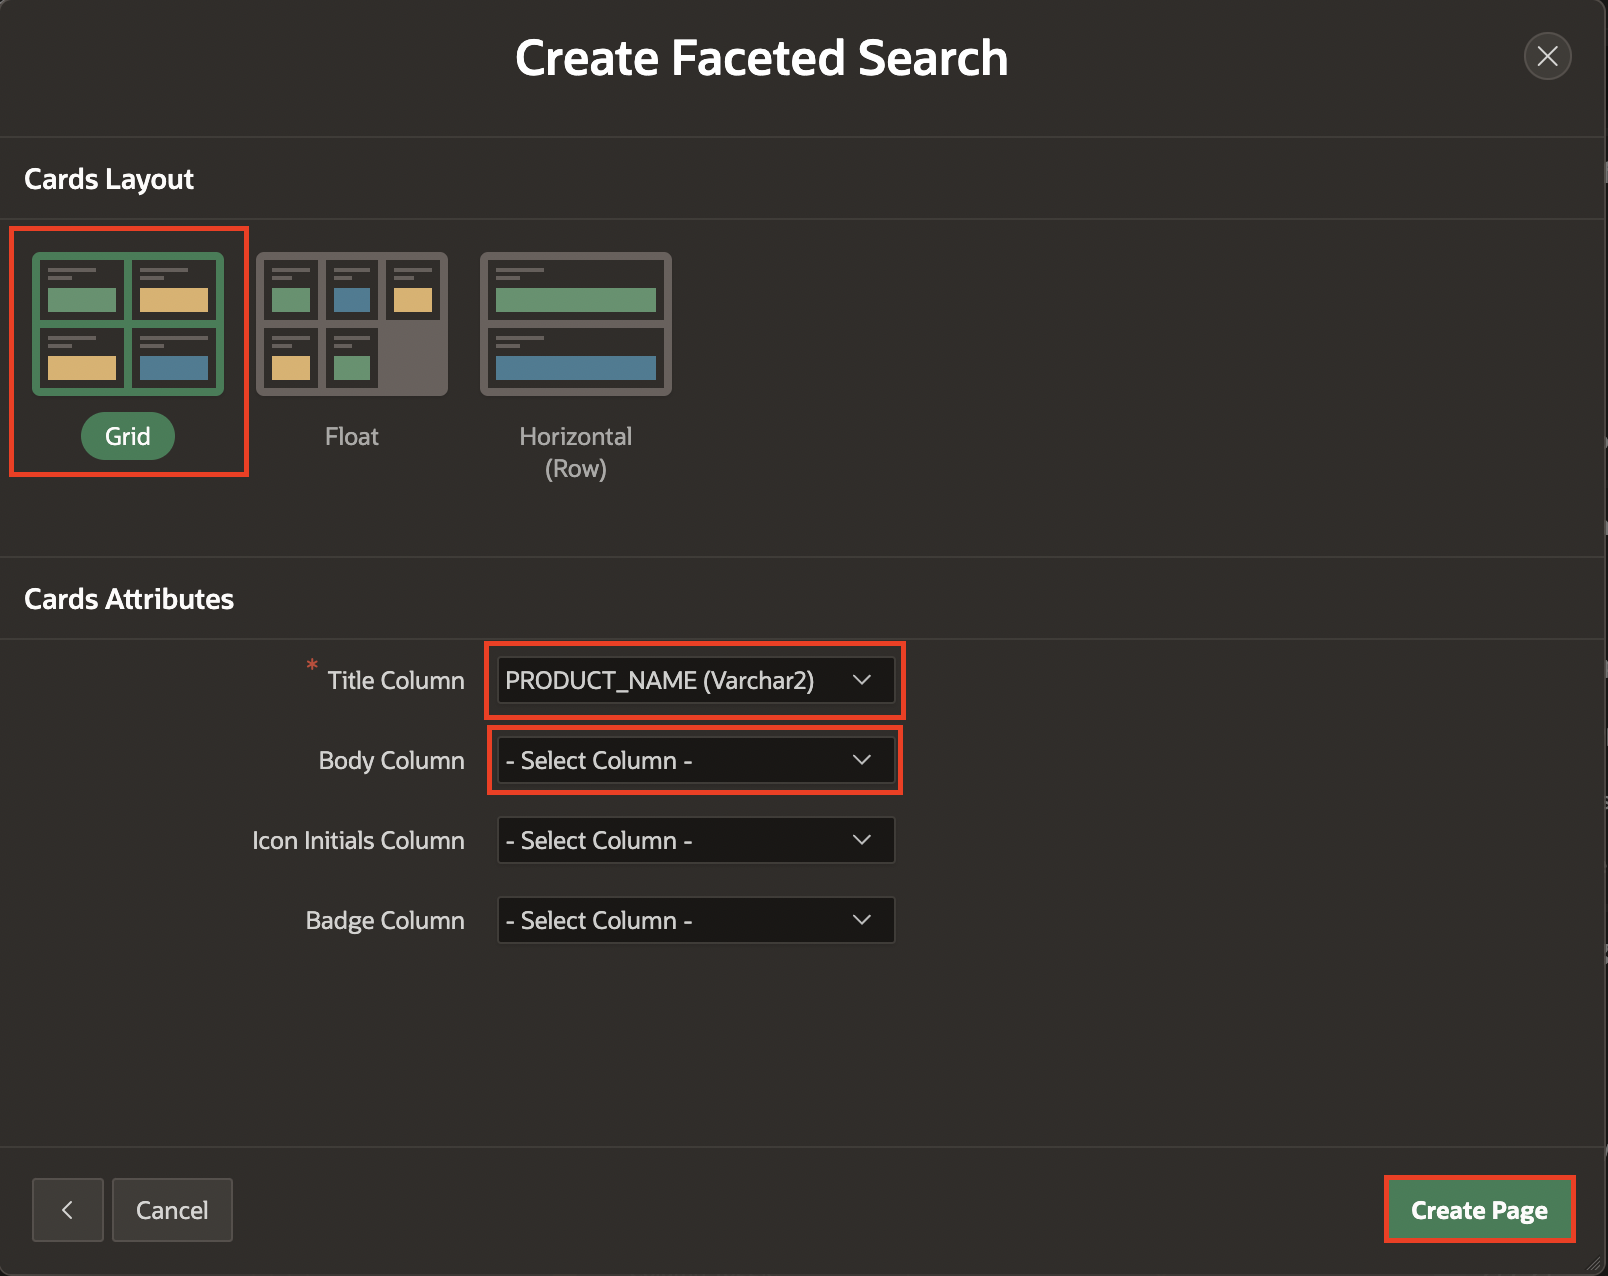 Create Faceted Search
Cards Layout
Grid
Float
Horizontal
(Row)
Cards Attributes
* Title Column
PRODUCT_NAME (Varchar2)
Body Column
- Select Column -
Icon Initials Column
- Select Column -
Badge Column
- Select Column -
Cancel
Create Page